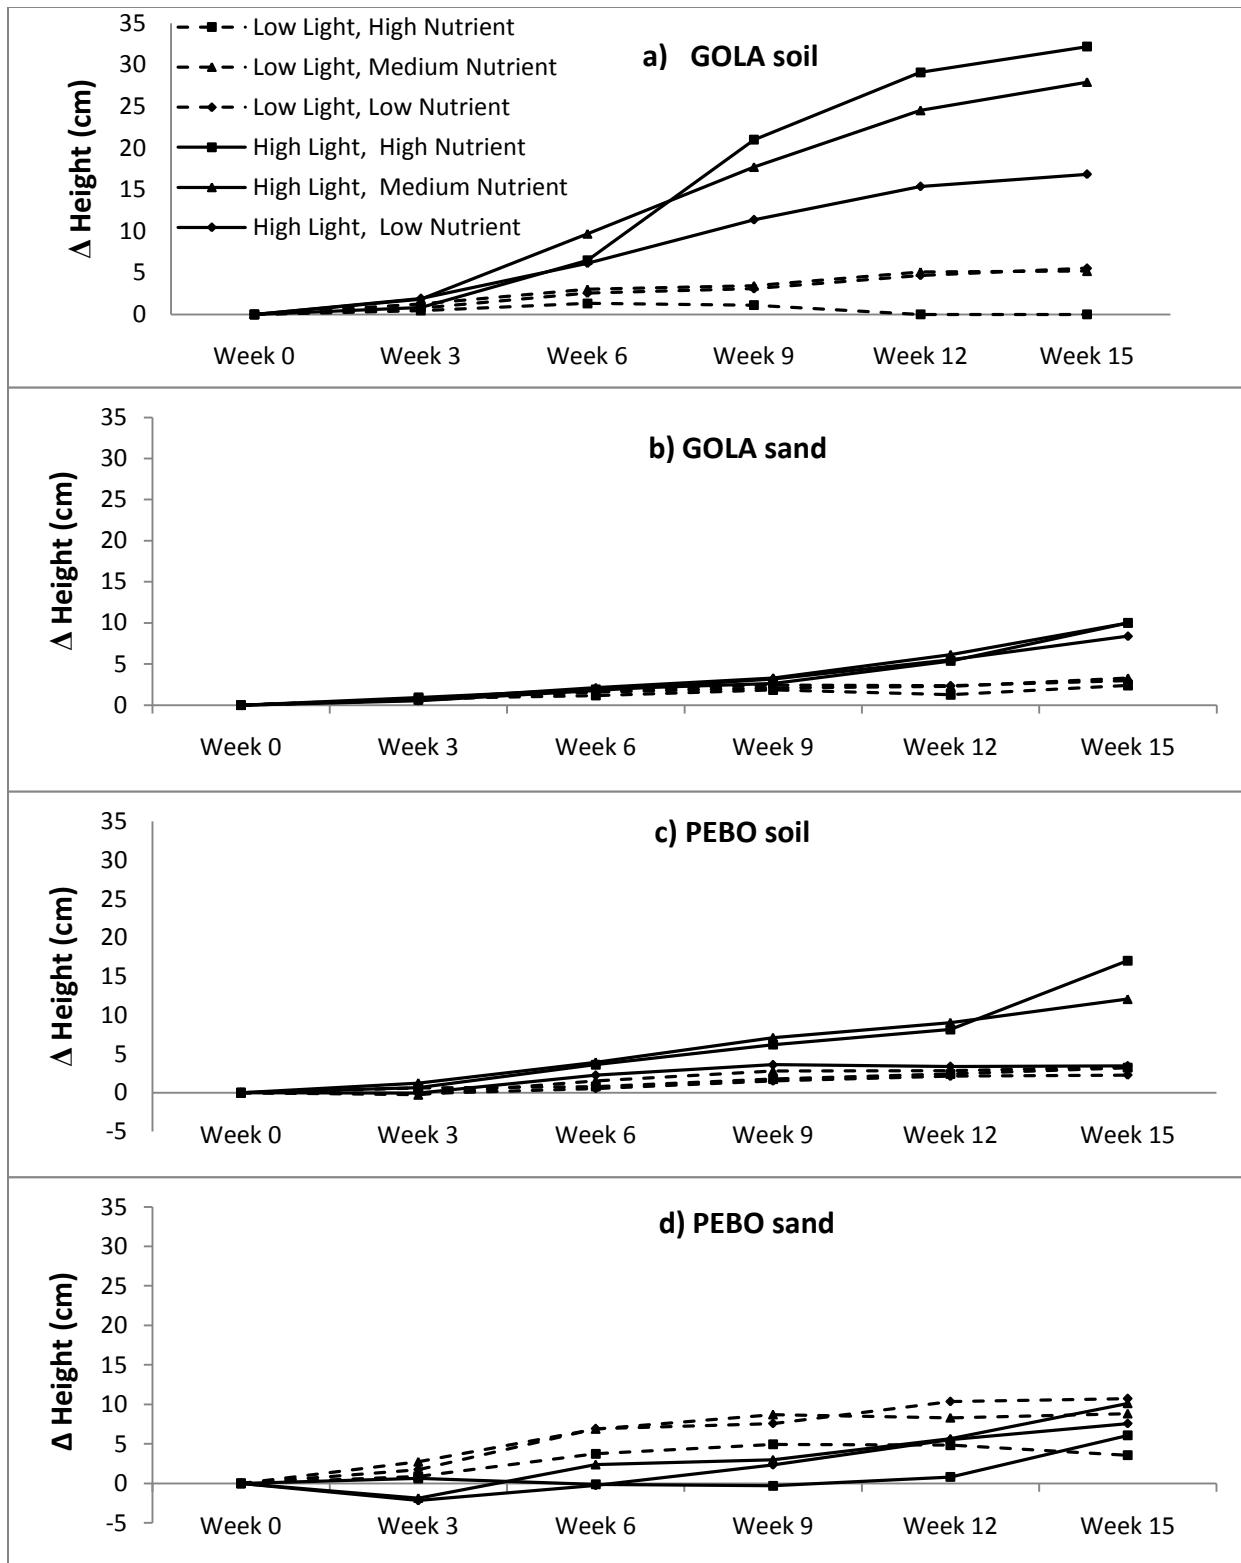 a) GOLA soil
Δ Height (cm)
35
30
25
20
15
10
5
0
Low Light, High Nutrient
Low Light, Medium Nutrient
Low Light, Low Nutrient
High Light, High Nutrient
High Light, Medium Nutrient
High Light, Low Nutrient
Week 0 Week 3 Week 6 Week 9 Week 12 Week 15
b) GOLA sand
Δ Height (cm)
35
30
25
20
15
10
5
0
Week 0 Week 3 Week 6 Week 9 Week 12 Week 15
c) PEBO soil
Δ Height (cm)
35
30
25
20
15
10
5
0
-5
Week 0 Week 3 Week 6 Week 9 Week 12 Week 15
d) PEBO sand
Δ Height (cm)
35
30
25
20
15
10
5
0
-5
Week 0 Week 3 Week 6 Week 9 Week 12 Week 15